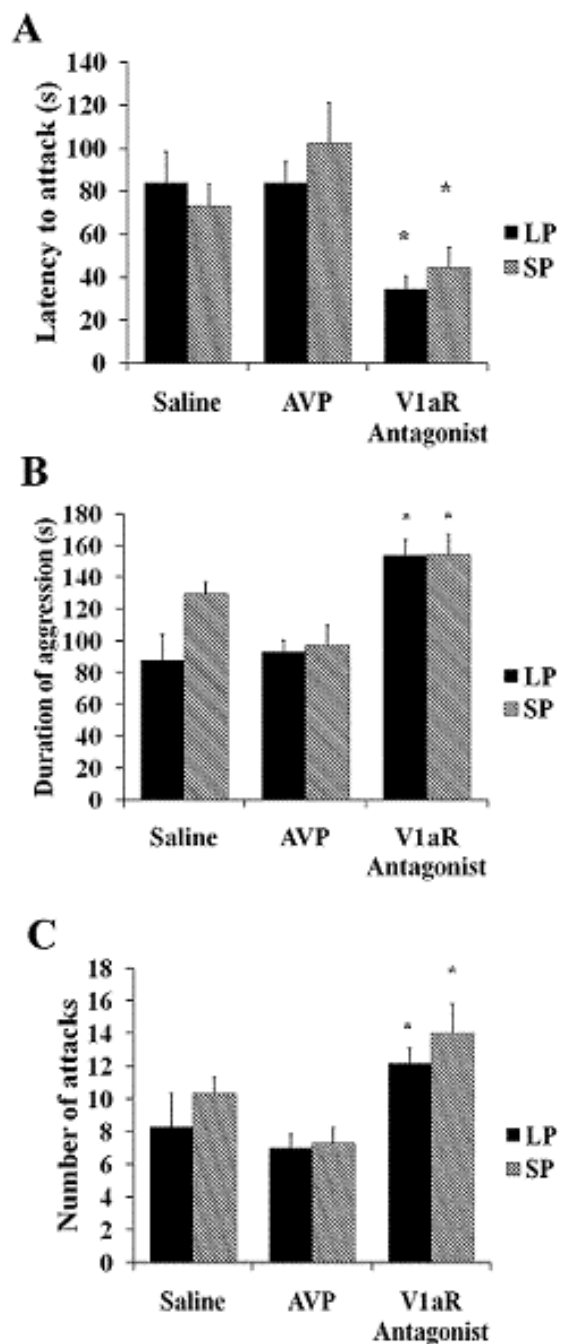 A
Latency to attack (s)
140
120
100
80
60
40
20
0
*
*
LP
SP
Saline
AVP
V1aR
Antagonist
B
Duration of aggression (s)
180
160
140
120
100
80
60
40
20
0
*
*
LP
SP
Saline
AVP
V1aR
Antagonist
C
Number of attacks
18
16
14
12
10
8
6
4
2
0
*
*
LP
SP
Saline
AVP
V1aR
Antagonist